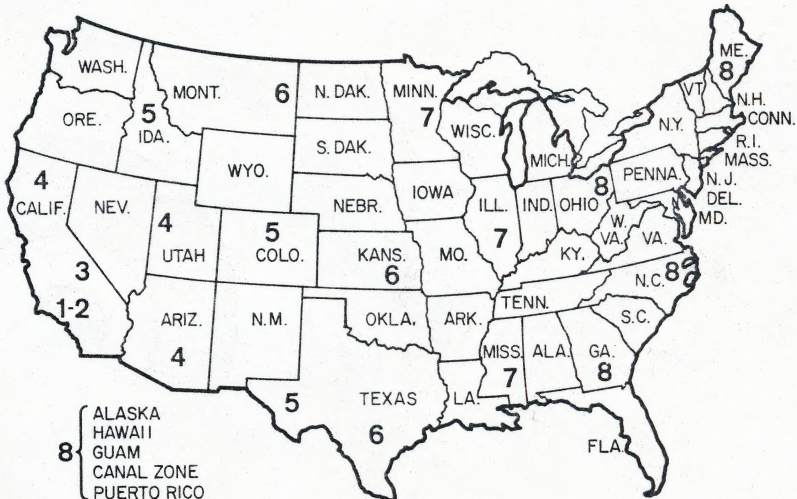 ME.
8
WASH.
MONT.
6
N. DAK.
MINN.
7
VT.
N.H.
CONN.
5
IDA.
ORE.
WISC.
N.Y.
R.I.
MASS.
S. DAK.
MICH.
WYO.
PENNA.
N.J.
DEL.
MD.
4
CALIF.
NEV.
4
UTAH
5
COLO.
NEBR.
IOWA
ILL.
7
IND.
OHIO
8
W.
VA.
VA.
KANS.
6
MO.
KY.
3
1-2
N.C.
8
TENN.
ARIZ.
4
N.M.
OKLA.
ARK.
S.C.
MISS.
7
ALA.
GA.
8
5
TEXAS
6
LA.
FLA.
8
ALASKA
HAWAII
GUAM
CANAL ZONE
PUERTO RICO